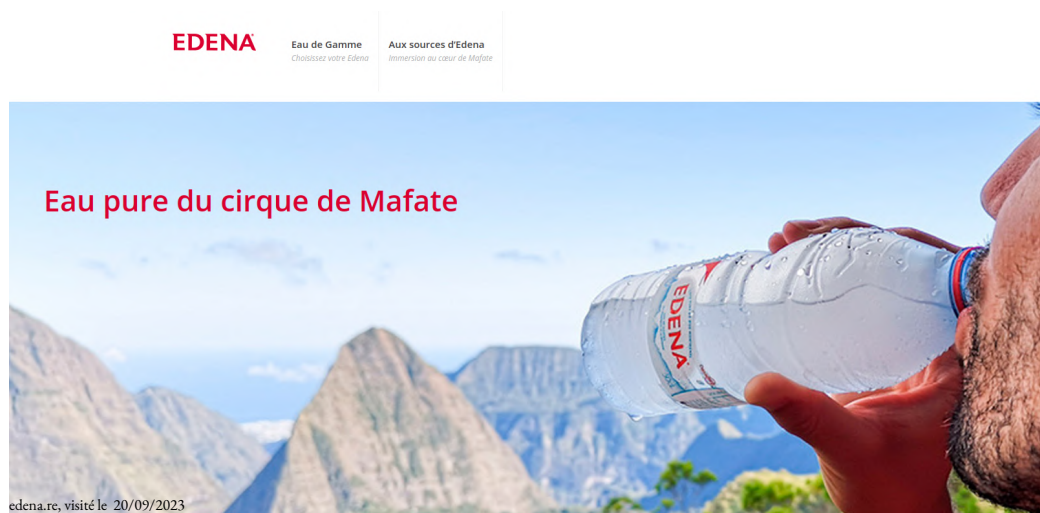 EDENA
Eau de Gamme
Choisissez votre Edena
Aux sources d'Edena
Immersion au cœur de Mafate
Eau pure du cirque de Mafate
EDENA
edena.re, visité le 20/09/2023